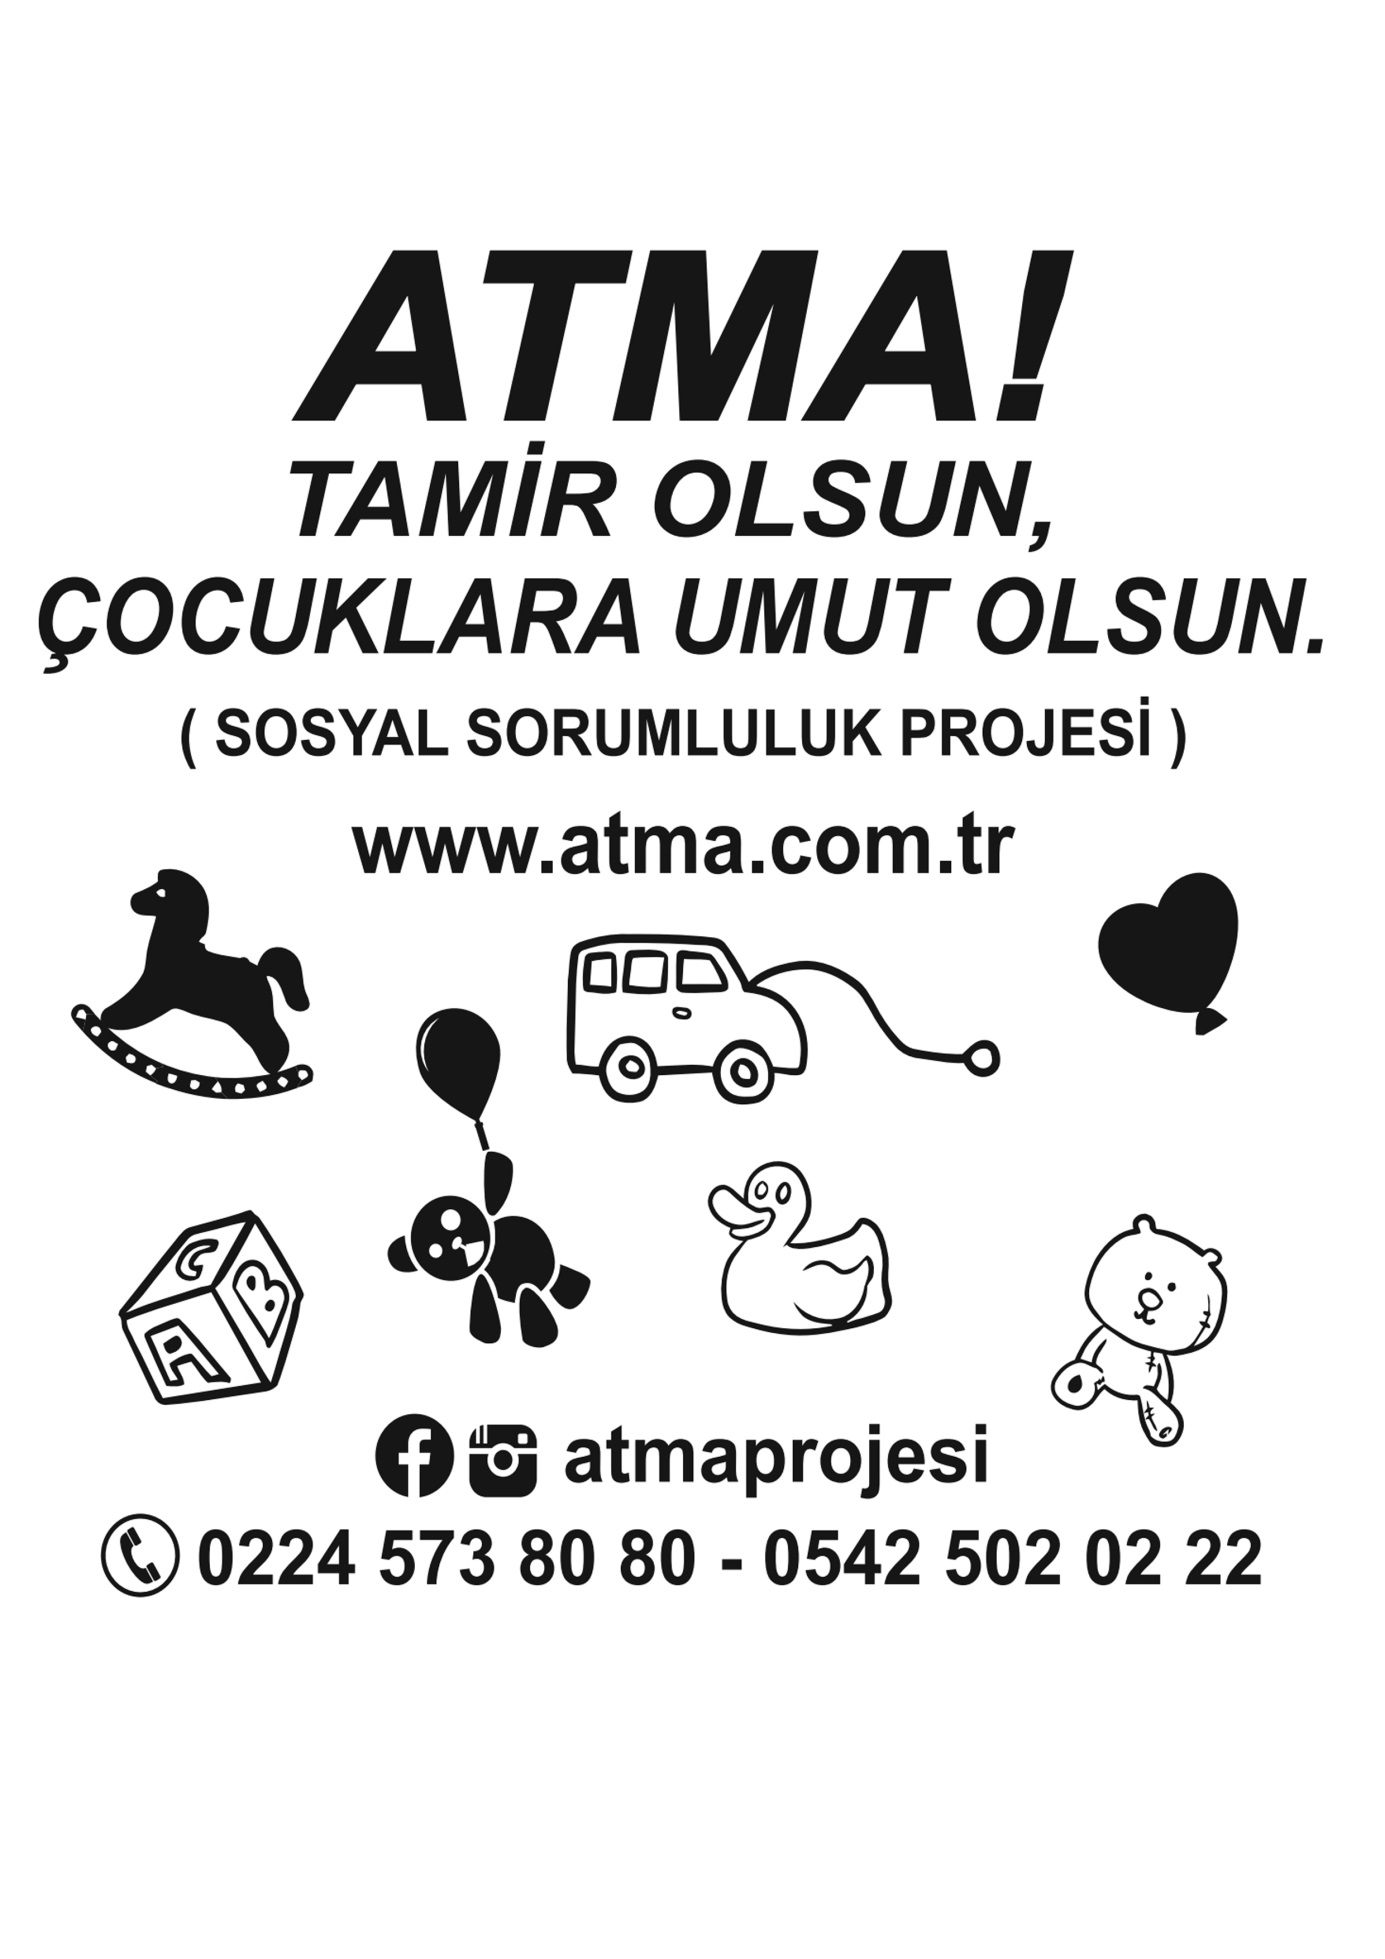 ATMA!
TAMİR OLSUN,
ÇOCUKLARA UMUT OLSUN.
( SOSYAL SORUMLULUK PROJESİ )
www.atma.com.tr
C
B
A
atmaprojesi
0224 573 80 80 - 0542 502 02 22